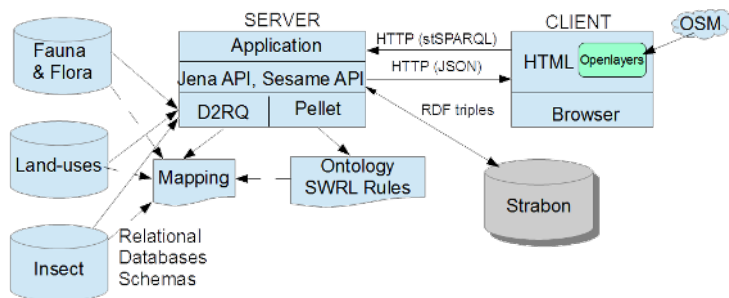 SERVER
CLIENT
OSM
Fauna
& Flora
Application
HTTP (stSPARQL)
HTML
Openlayers
Jena API, Sesame API
HTTP (JSON)
D2RQ
Pellet
RDF triples
Browser
Land-uses
Mapping
Ontology
SWRL Rules
Strabon
Insect
Relational
Databases
Schemas